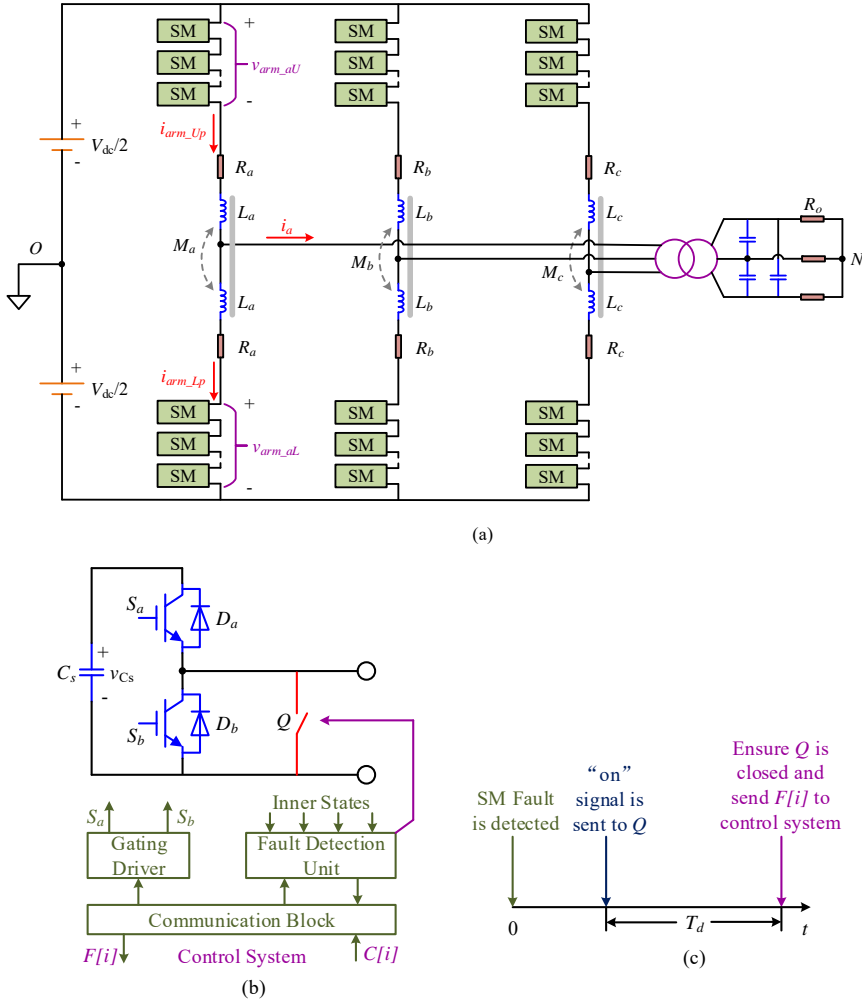 SM SM SM
+
SM SM SM
v_arm_aU
SM SM SM
-
i_arm_Up
+
V_dc/2
-
R_a R_b R_c
L_a L_b L_c
R_o
i_a
M_a M_b M_c
N
O
L_a L_b L_c
R_a R_b R_c
+
V_dc/2
-
i_arm_Lp
SM SM SM
+
SM SM SM
v_arm_aL
SM SM SM
-
(a)
S_a
D_a
C_s
+
v_Cs
-
S_b
D_b
Q
S_a S_b
Inner States
Gating
Driver
Fault Detection
Unit
Communication Block
F[i]
Control System
C[i]
(b)
SM Fault
is detected
“on”
signal is
sent to Q
Ensure Q is
closed and
send F[i] to
control system
0
T_d
t
(c)